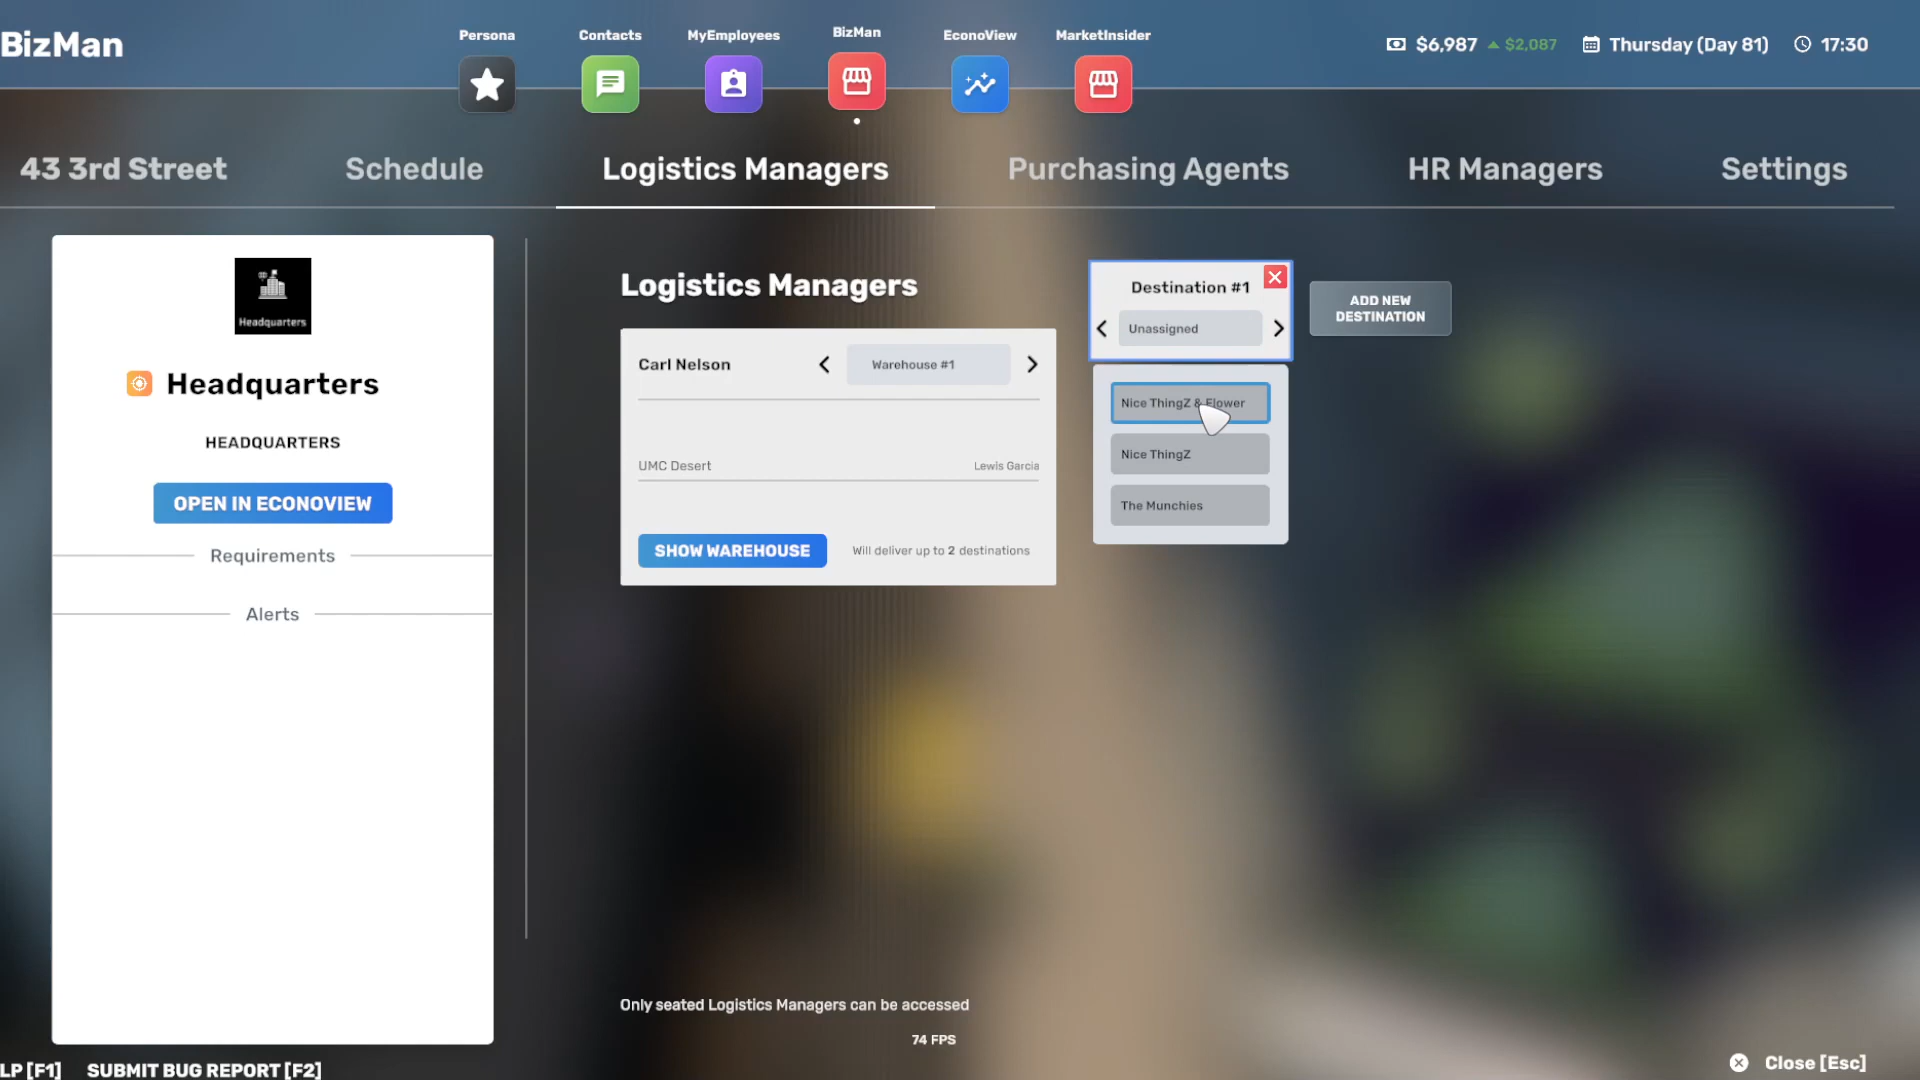 BizMan
Persona
Contacts
MyEmployees
BizMan
EconoView
MarketInsider
$6,987 $2,087 Thursday (Day 81) 17:30
43 3rd Street
Schedule
Logistics Managers
Purchasing Agents
HR Managers
Settings
Headquarters
Headquarters
HEADQUARTERS
OPEN IN ECONOVIEW
Requirements
Alerts
Logistics Managers
Carl Nelson
Warehouse #1
UMC Desert
Lewis Garcia
SHOW WAREHOUSE
Will deliver up to 2 destinations
Destination #1
Unassigned
Nice ThingZ & Flower
Nice ThingZ
The Munchies
ADD NEW
DESTINATION
Only seated Logistics Managers can be accessed
74 FPS
LP [F1] SUBMIT BUG REPORT [F2]
Close [Esc]